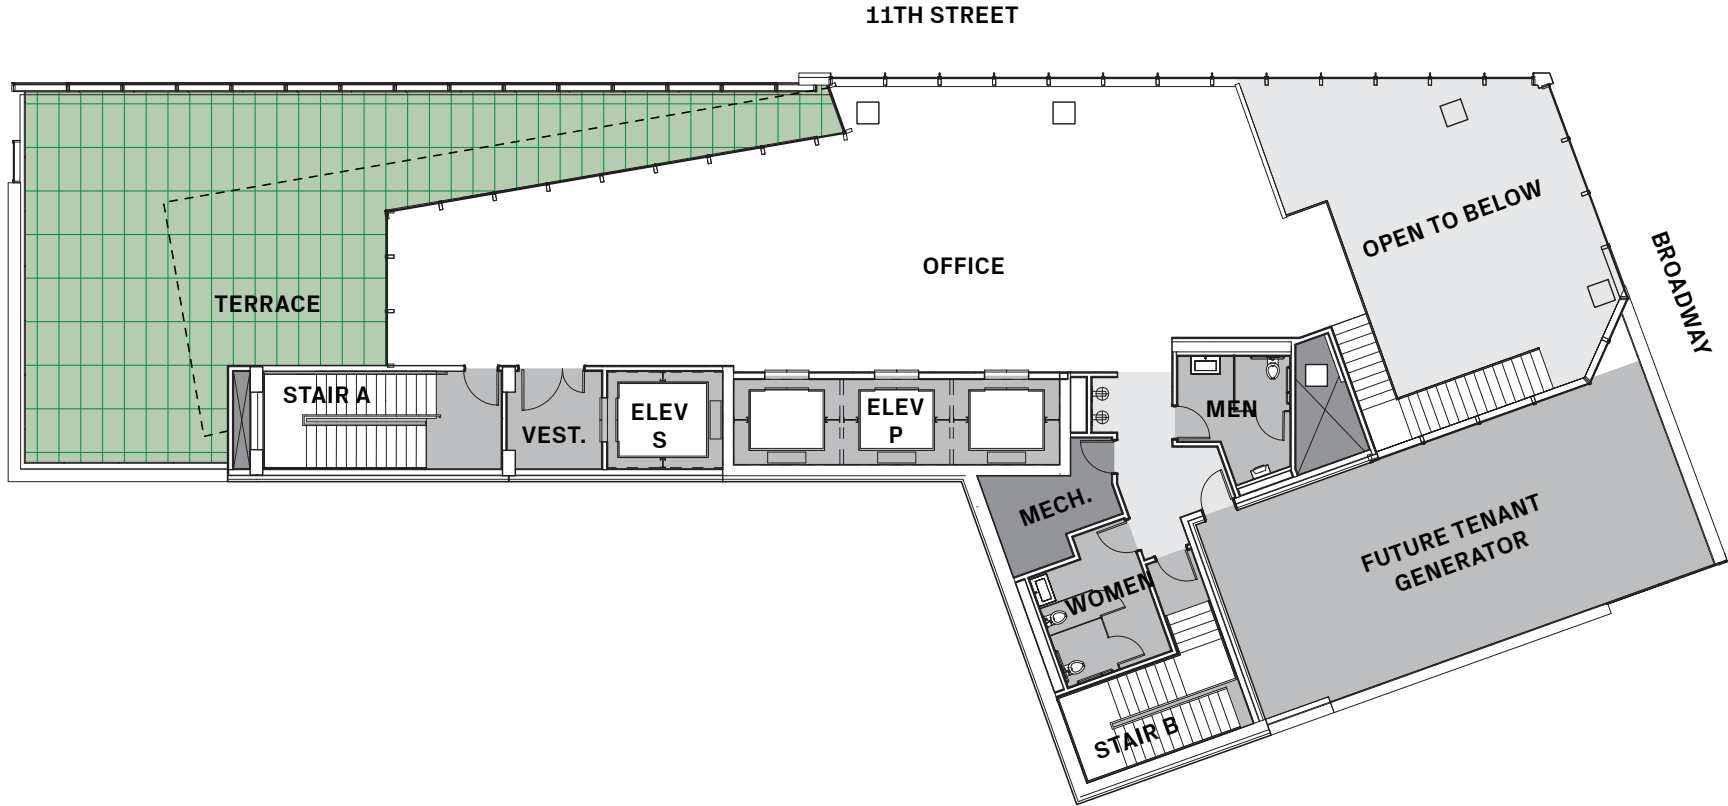 11TH STREET
OPEN TO BELOW
BROADWAY
OFFICE
TERRACE
STAIR A
VEST.
ELEV
S
ELEV
P
MEN
MECH.
WOMEN
FUTURE TENANT
GENERATOR
STAIR B